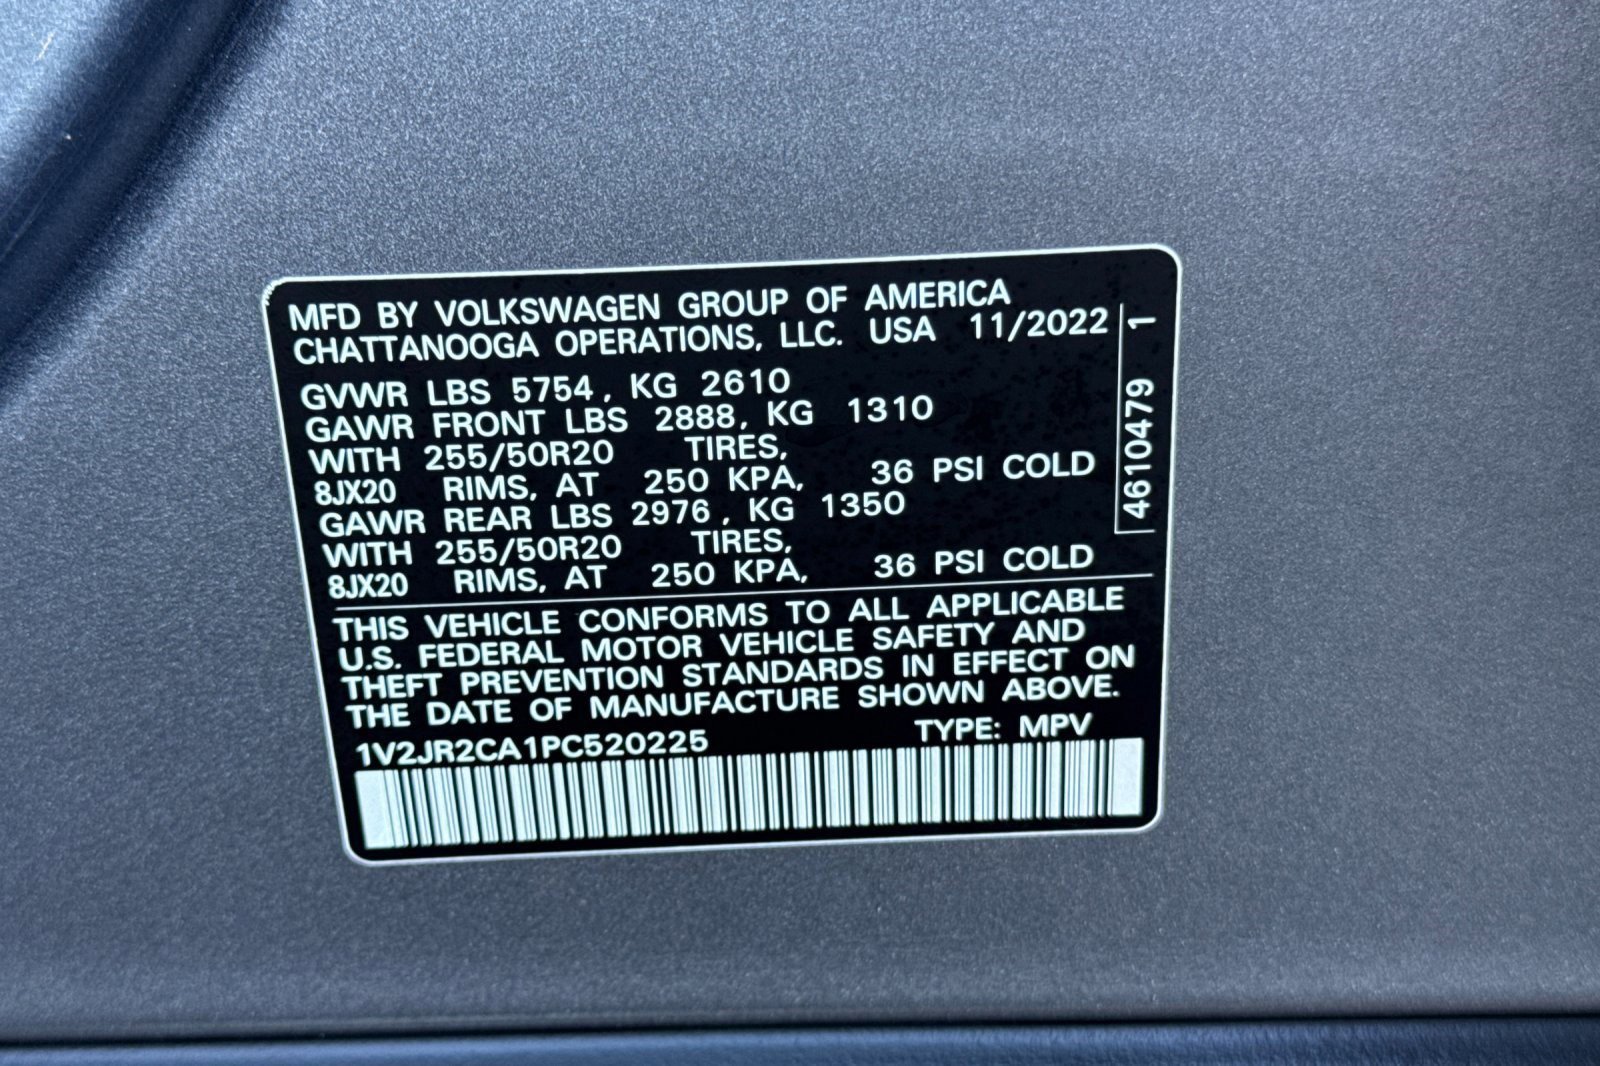 MFD BY VOLKSWAGEN GROUP OF AMERICA
CHATTANOOGA OPERATIONS, LLC. USA 11/2022
GVWR LBS 5754, KG 2610
GAWR FRONT LBS 2888, KG 1310
WITH 255/50R20 TIRES,
8JX20 RIMS, AT 250 KPA, 36 PSI COLD
GAWR REAR LBS 2976, KG 1350
WITH 255/50R20 TIRES,
8JX20 RIMS, AT 250 KPA, 36 PSI COLD
THIS VEHICLE CONFORMS TO ALL APPLICABLE
U.S. FEDERAL MOTOR VEHICLE SAFETY AND
THEFT PREVENTION STANDARDS IN EFFECT ON
THE DATE OF MANUFACTURE SHOWN ABOVE.
1V2JR2CA1PC520225 TYPE: MPV
4610479 1